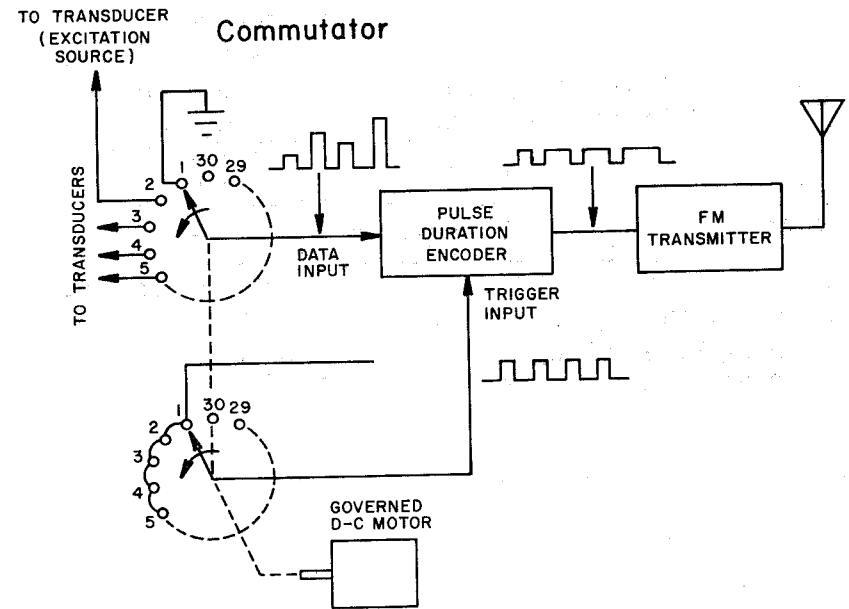 TO TRANSDUCER
(EXCITATION
SOURCE)
Commutator
1
30
29
2
3
4
5
TO TRANSDUCERS
DATA
INPUT
PULSE
DURATION
ENCODER
FM
TRANSMITTER
TRIGGER
INPUT
1
30
29
2
3
4
5
GOVERNED
D-C MOTOR